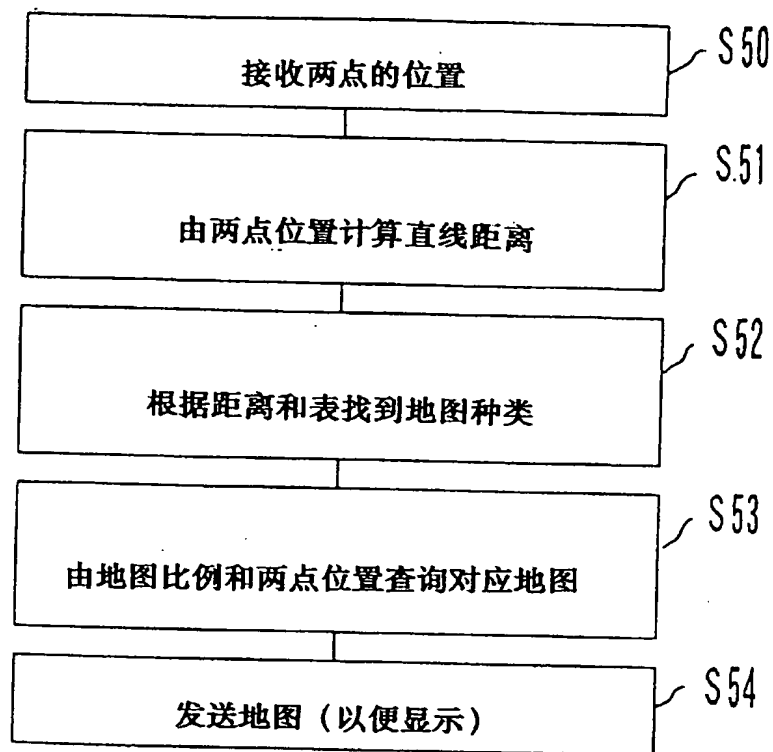 接收两点的位置
S50
由两点位置计算直线距离
S.51
根据距离和表找到地图种类
S52
由地图比例和两点位置查询对应地图
S53
发送地图（以便显示）
S54